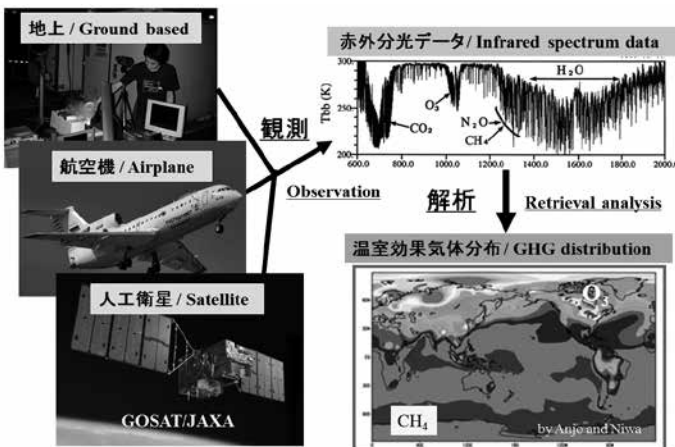 地上 / Ground based
航空機 / Airplane
人工衛星 / Satellite
GOSAT/JAXA
観測
Observation
赤外分光データ/ Infrared spectrum data
Tbb (K)
300
250
200
H₂O
O₃
CO₂
N₂O
CH₄
600.0 800.0 1000.0 1200.0 1400.0 1600.0 1800.0 2000.0
解析
Retrieval analysis
温室効果気体分布/ GHG distribution
CH₄
by Anjo and Niwa